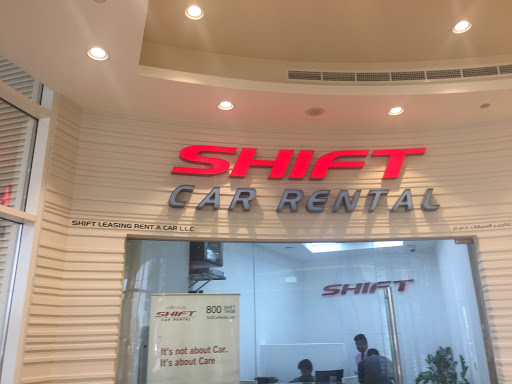 SHIFT
CAR RENTAL
SHIFT LEASING RENT A CAR LLC
SHIFT
SHIFT
CAR RENTAL
800
It's not about Car.
It's about Care